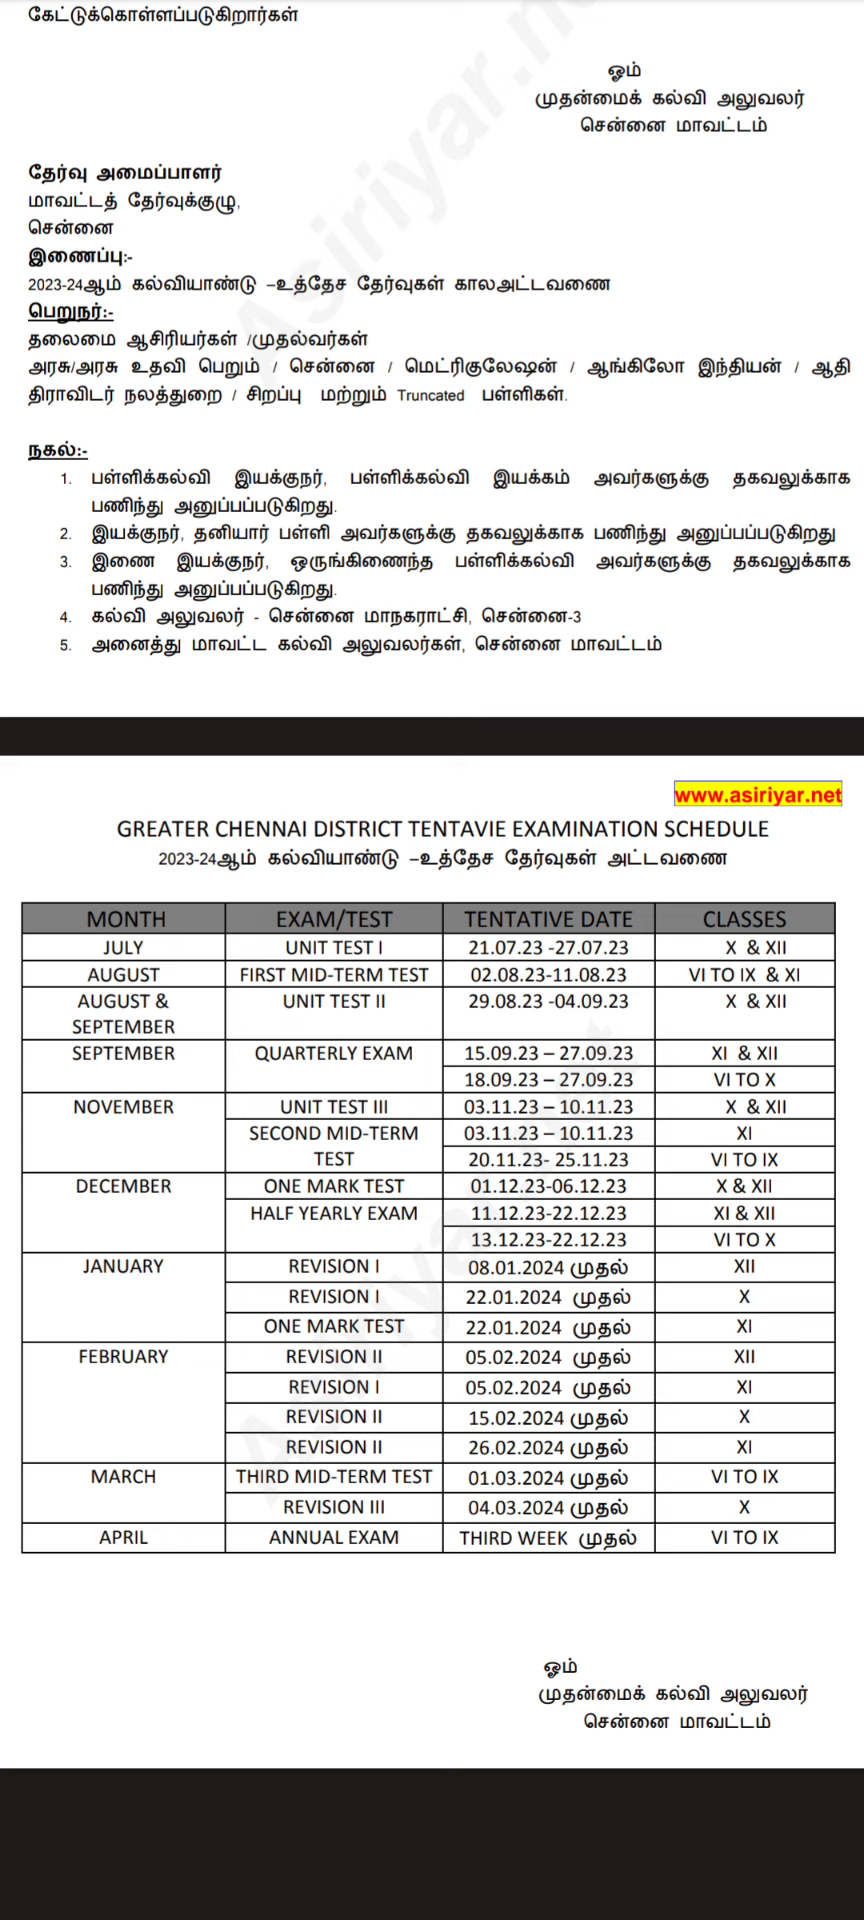 கேட்டுக்கொள்ளப்படுகிறார்கள்
ஓம்
முதன்மைக் கல்வி அலுவலர்
சென்னை மாவட்டம்
தேர்வு அமைப்பாளர்
மாவட்டத் தேர்வுக்குழு,
சென்னை
இணைப்பு:-
2023-24ஆம் கல்வியாண்டு –உத்தேச தேர்வுகள் காலஅட்டவணை
பெறுநர்:-
தலைமை ஆசிரியர்கள் /முதல்வர்கள்
அரசு/அரசு உதவி பெறும் / சென்னை / மெட்ரிகுலேஷன் / ஆங்கிலோ இந்தியன் / ஆதி
திராவிடர் நலத்துறை / சிறப்பு மற்றும் Truncated பள்ளிகள்.
நகல்:-
1. பள்ளிக்கல்வி இயக்குநர், பள்ளிக்கல்வி இயக்கம் அவர்களுக்கு தகவலுக்காக
பணிந்து அனுப்பப்படுகிறது.
2. இயக்குநர், தனியார் பள்ளி அவர்களுக்கு தகவலுக்காக பணிந்து அனுப்பப்படுகிறது
3. இணை இயக்குநர், ஒருங்கிணைந்த பள்ளிக்கல்வி அவர்களுக்கு தகவலுக்காக
பணிந்து அனுப்பப்படுகிறது.
4. கல்வி அலுவலர் - சென்னை மாநகராட்சி, சென்னை-3
5. அனைத்து மாவட்ட கல்வி அலுவலர்கள், சென்னை மாவட்டம்
Asiriyar.net
www.asiriyar.net
GREATER CHENNAI DISTRICT TENTAVIE EXAMINATION SCHEDULE
2023-24ஆம் கல்வியாண்டு –உத்தேச தேர்வுகள் அட்டவணை
MONTH EXAM/TEST TENTATIVE DATE CLASSES
JULY UNIT TEST I 21.07.23 -27.07.23 X & XII
AUGUST FIRST MID-TERM TEST 02.08.23-11.08.23 VI TO IX & XI
AUGUST & UNIT TEST II 29.08.23 -04.09.23 X & XII
SEPTEMBER
SEPTEMBER QUARTERLY EXAM 15.09.23 – 27.09.23 XI & XII
18.09.23 – 27.09.23 VI TO X
NOVEMBER UNIT TEST III 03.11.23 – 10.11.23 X & XII
SECOND MID-TERM 03.11.23 – 10.11.23 XI
TEST 20.11.23- 25.11.23 VI TO IX
DECEMBER ONE MARK TEST 01.12.23-06.12.23 X & XII
HALF YEARLY EXAM 11.12.23-22.12.23 XI & XII
13.12.23-22.12.23 VI TO X
JANUARY REVISION I 08.01.2024 முதல் XII
REVISION I 22.01.2024 முதல் X
ONE MARK TEST 22.01.2024 முதல் XI
FEBRUARY REVISION II 05.02.2024 முதல் XII
REVISION I 05.02.2024 முதல் XI
REVISION II 15.02.2024 முதல் X
REVISION II 26.02.2024 முதல் XI
MARCH THIRD MID-TERM TEST 01.03.2024 முதல் VI TO IX
REVISION III 04.03.2024 முதல் X
APRIL ANNUAL EXAM THIRD WEEK முதல் VI TO IX
Asiriyar.net
ஓம்
முதன்மைக் கல்வி அலுவலர்
சென்னை மாவட்டம்